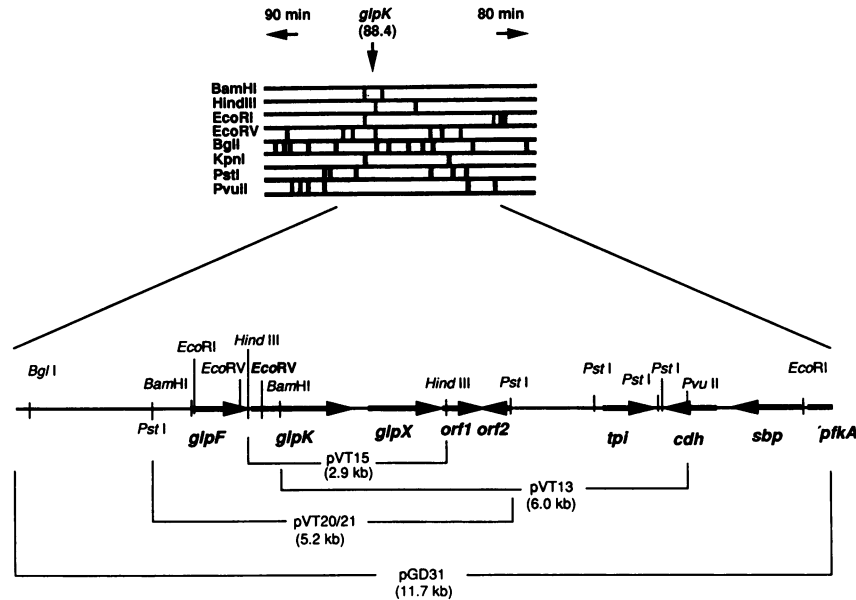 90 min
glpK
(88.4)
80 min
BamHI
HindIII
EcoRI
EcoRV
BglI
KpnI
PstI
PvuII
Bgl I
BamHI
EcoRI
EcoRV
Hind III
EcoRV
BamHI
Hind III
Pst I
Pst I
Pst I
Pst I
Pvu II
EcoRI
Pst I
glpF
glpK
glpX
orf1
orf2
tpi
cdh
sbp
'pfkA
pVT15
(2.9 kb)
pVT13
(6.0 kb)
pVT20/21
(5.2 kb)
pGD31
(11.7 kb)